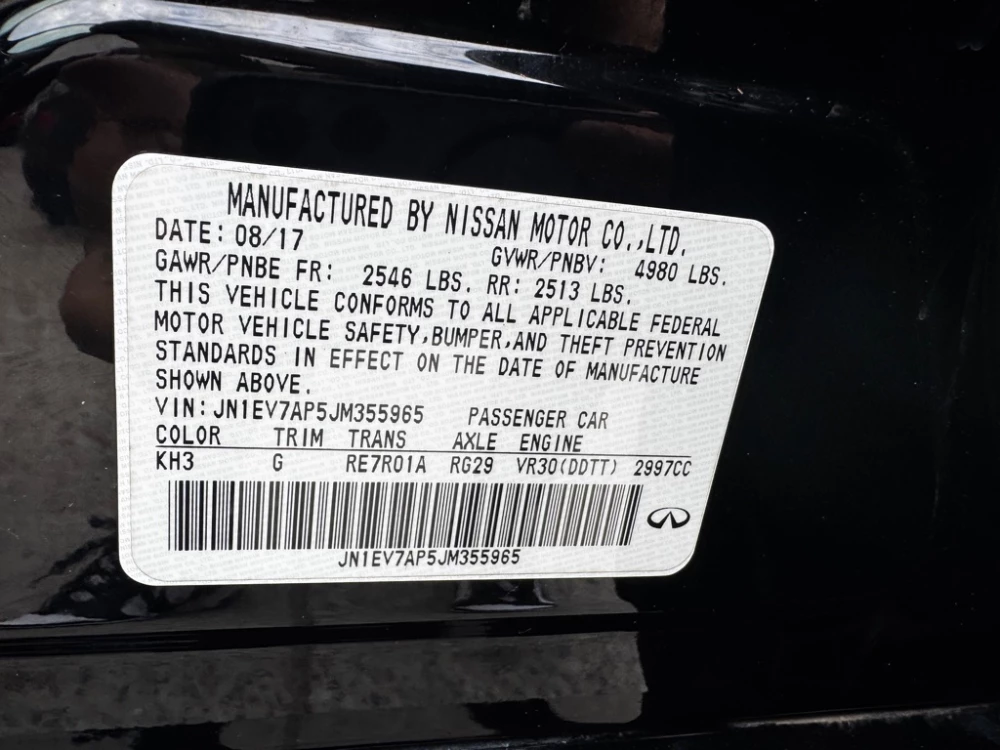 MANUFACTURED BY NISSAN MOTOR CO.,LTD.
DATE: 08/17 GVWR/PNBV: 4980 LBS.
GAWR/PNBE FR: 2546 LBS. RR: 2513 LBS.
THIS VEHICLE CONFORMS TO ALL APPLICABLE FEDERAL
MOTOR VEHICLE SAFETY,BUMPER,AND THEFT PREVENTION
STANDARDS IN EFFECT ON THE DATE OF MANUFACTURE
SHOWN ABOVE.
VIN: JN1EV7AP5JM355965 PASSENGER CAR
COLOR TRIM TRANS AXLE ENGINE
KH3 G RE7R01A RG29 VR30(DDTT) 2997CC
JN1EV7AP5JM355965